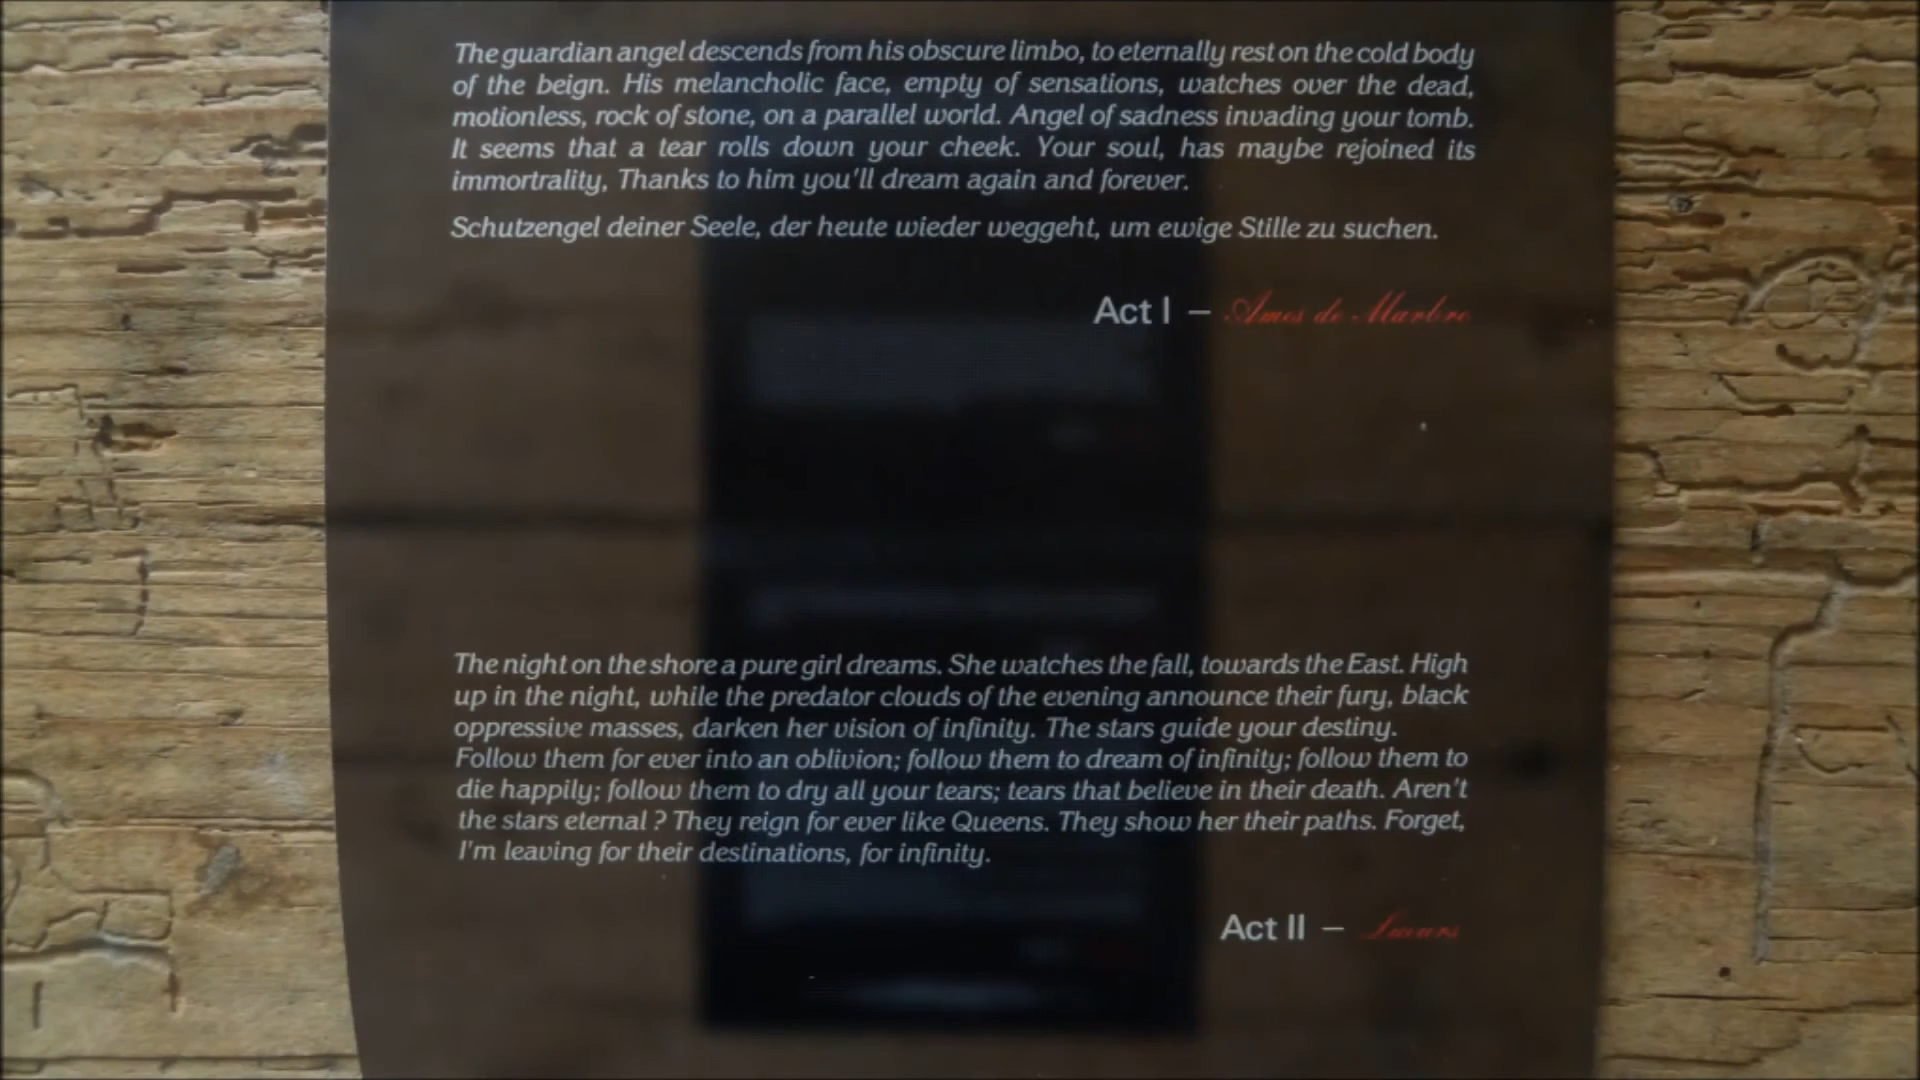 The guardian angel descends from his obscure limbo, to eternally rest on the cold body
of the beign. His melancholic face, empty of sensations, watches over the dead,
motionless, rock of stone, on a parallel world. Angel of sadness invading your tomb.
It seems that a tear rolls down your cheek. Your soul, has maybe rejoined its
immortrality, Thanks to him you'll dream again and forever.
Schutzengel deiner Seele, der heute wieder weggeht, um ewige Stille zu suchen.
Act I – Ames de Marbre
The night on the shore a pure girl dreams. She watches the fall, towards the East. High
up in the night, while the predator clouds of the evening announce their fury, black
oppressive masses, darken her vision of infinity. The stars guide your destiny.
Follow them for ever into an oblivion; follow them to dream of infinity; follow them to
die happily; follow them to dry all your tears; tears that believe in their death. Aren't
the stars eternal ? They reign for ever like Queens. They show her their paths. Forget,
I'm leaving for their destinations, for infinity.
Act II –